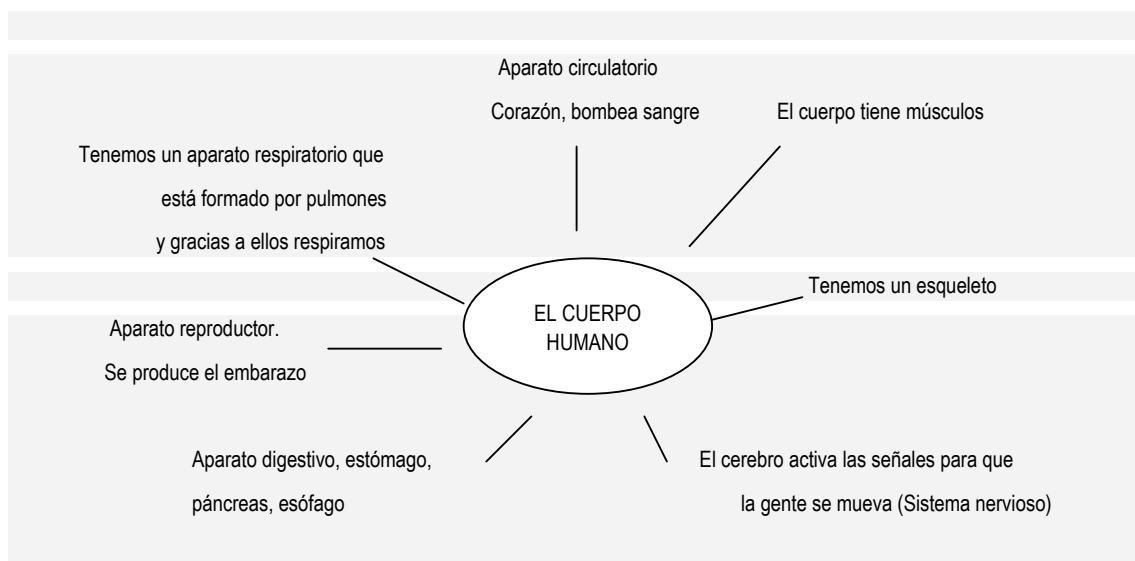 Aparato circulatorio
Corazón, bombea sangre
El cuerpo tiene músculos
Tenemos un aparato respiratorio que
está formado por pulmones
y gracias a ellos respiramos
Tenemos un esqueleto
EL CUERPO
HUMANO
Aparato reproductor.
Se produce el embarazo
Aparato digestivo, estómago,
páncreas, esófago
El cerebro activa las señales para que
la gente se mueva (Sistema nervioso)